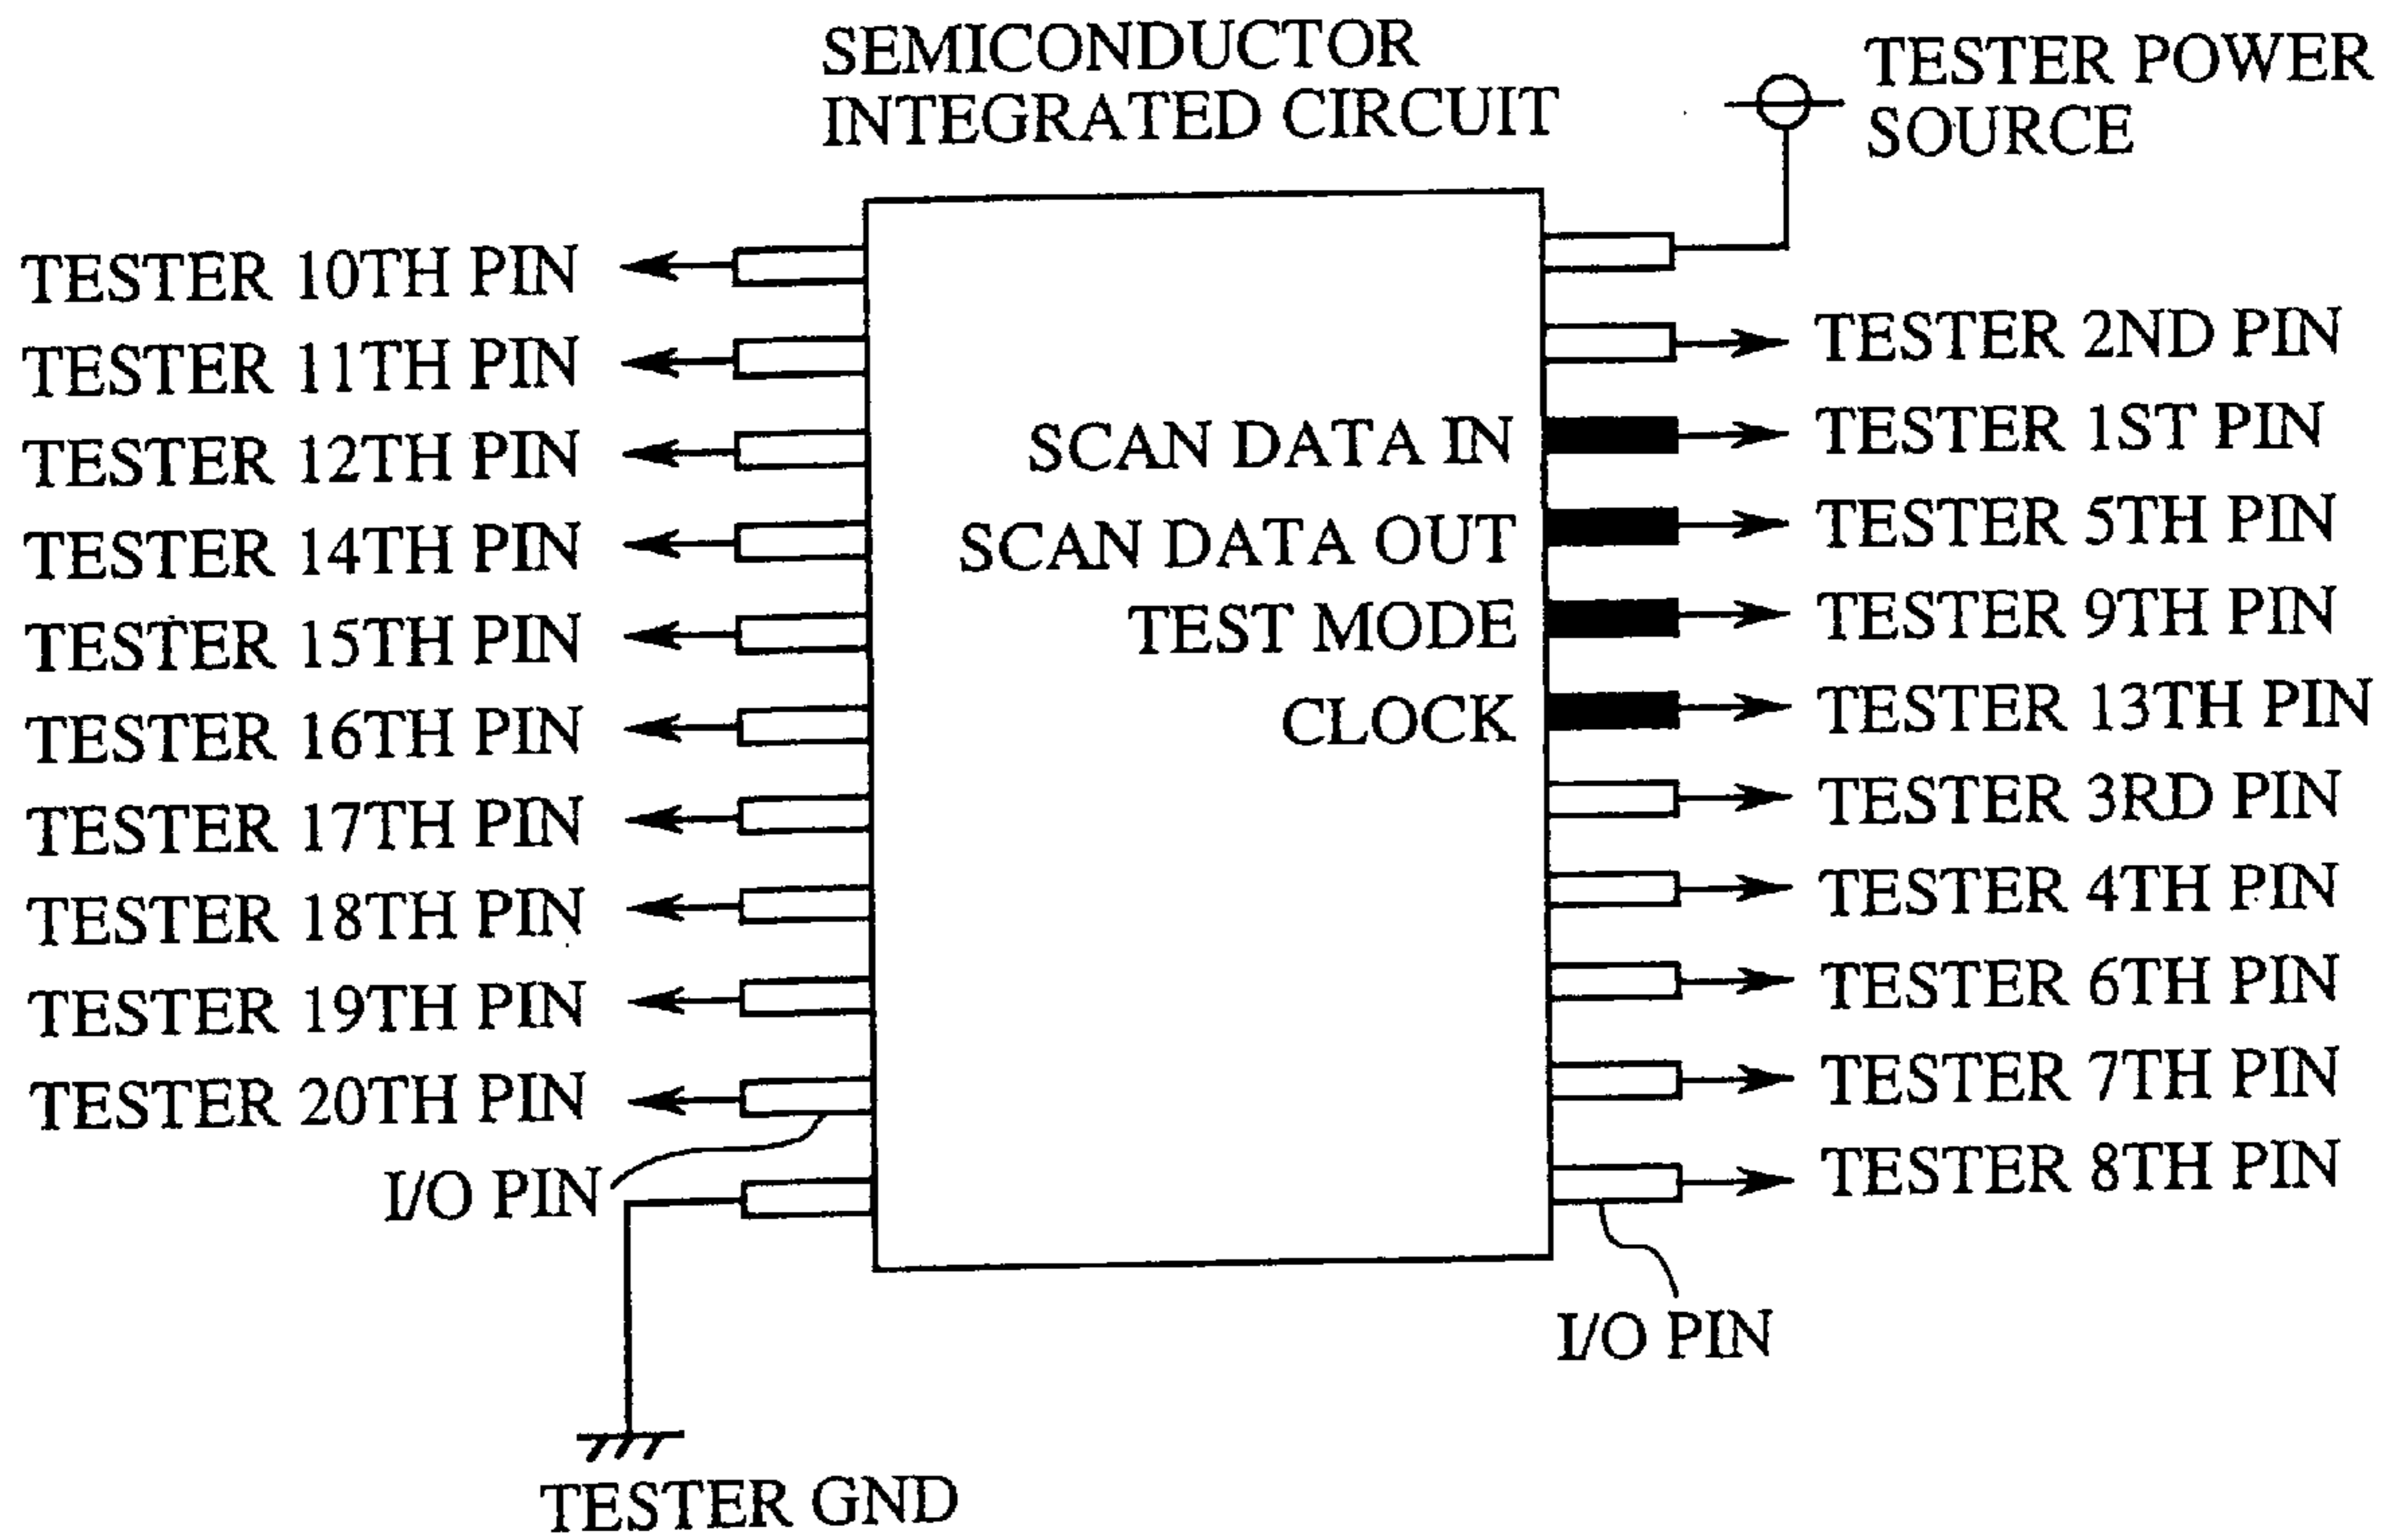 SEMICONDUCTOR
INTEGRATED CIRCUIT
TESTER POWER
SOURCE
TESTER 10TH PIN
TESTER 11TH PIN
TESTER 12TH PIN
TESTER 14TH PIN
TESTER 15TH PIN
TESTER 16TH PIN
TESTER 17TH PIN
TESTER 18TH PIN
TESTER 19TH PIN
TESTER 20TH PIN
I/O PIN
TESTER GND
SCAN DATA IN
SCAN DATA OUT
TEST MODE
CLOCK
TESTER 2ND PIN
TESTER 1ST PIN
TESTER 5TH PIN
TESTER 9TH PIN
TESTER 13TH PIN
TESTER 3RD PIN
TESTER 4TH PIN
TESTER 6TH PIN
TESTER 7TH PIN
TESTER 8TH PIN
I/O PIN